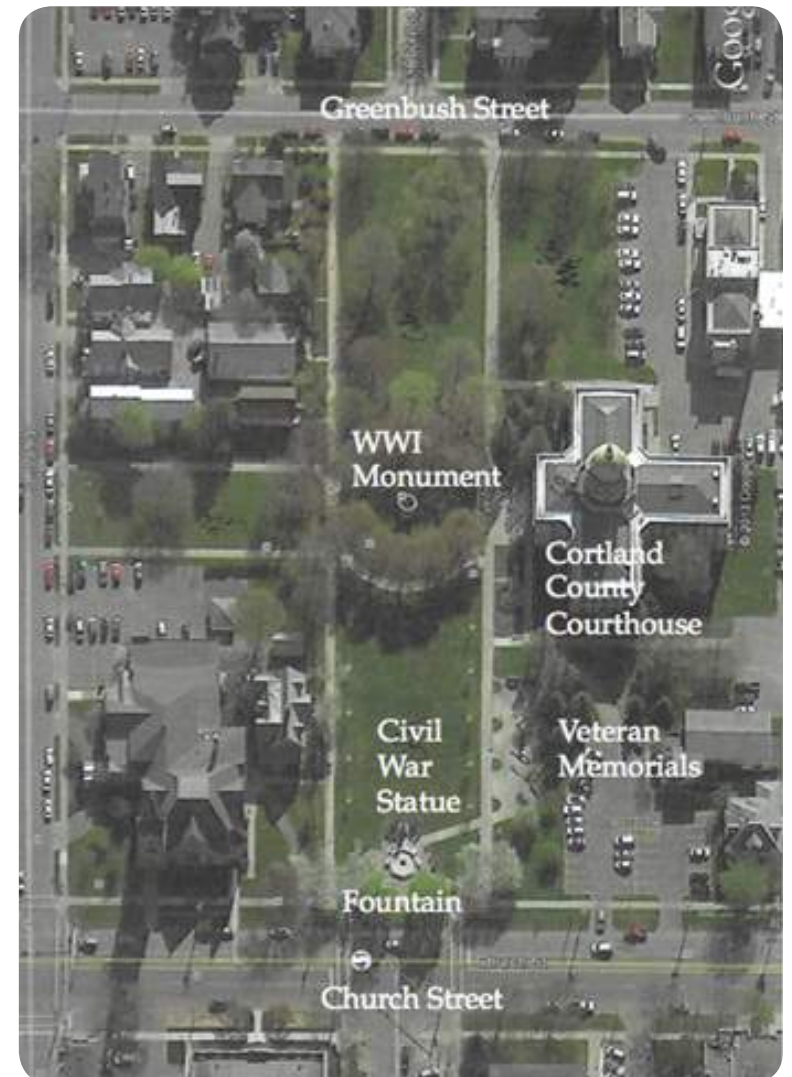 Greenbush Street
WWI
Monument
Cortland
County
Courthouse
Civil
War
Statue
Veteran
Memorials
Fountain
Church Street